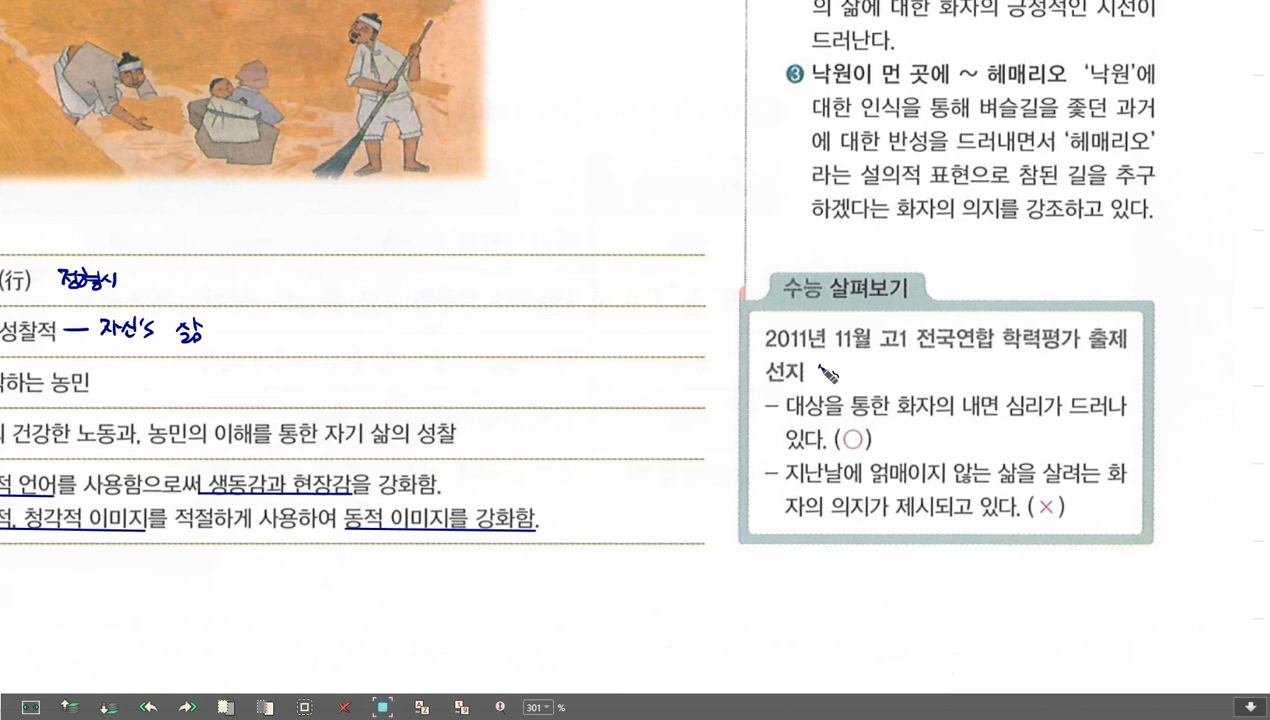 의 삶에 대한 화자의 긍정적인 시선이
드러난다.
❸ 낙원이 먼 곳에 ~ 헤매리오 '낙원'에
대한 인식을 통해 벼슬길을 좇던 과거
에 대한 반성을 드러내면서 '헤매리오'
라는 설의적 표현으로 참된 길을 추구
하겠다는 화자의 의지를 강조하고 있다.
(行) 정형시
성찰적 — 자신's 삶
하는 농민
건강한 노동과, 농민의 이해를 통한 자기 삶의 성찰
적 언어를 사용함으로써 생동감과 현장감을 강화함.
적, 청각적 이미지를 적절하게 사용하여 동적 이미지를 강화함.
수능 살펴보기
2011년 11월 고1 전국연합 학력평가 출제
선지
– 대상을 통한 화자의 내면 심리가 드러나
있다. (○)
– 지난날에 얽매이지 않는 삶을 살려는 화
자의 의지가 제시되고 있다. (×)
301 %